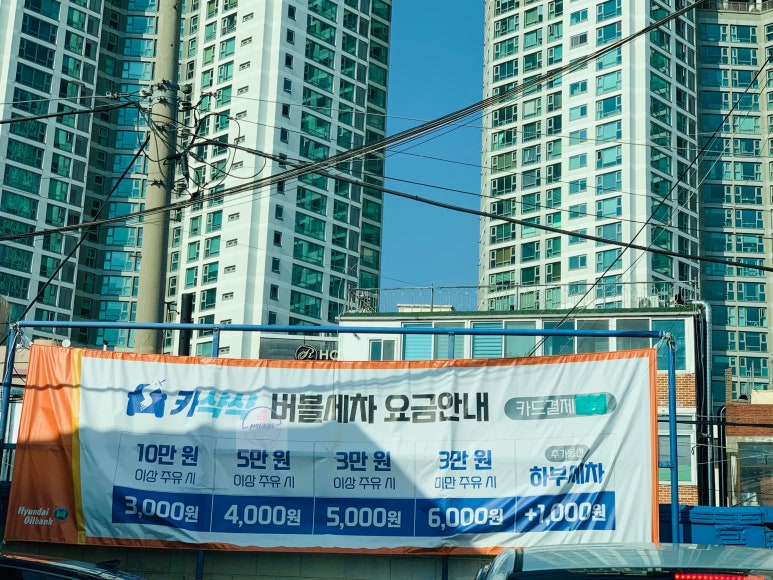 카싹싹 버블세차 요금안내 카드결제
10만 원
이상 주유 시
3,000원
5만 원
이상 주유 시
4,000원
3만 원
이상 주유 시
5,000원
3만 원
미만 주유 시
6,000원
추가옵션
하부세차
+1,000원
Hyundai
Oilbank